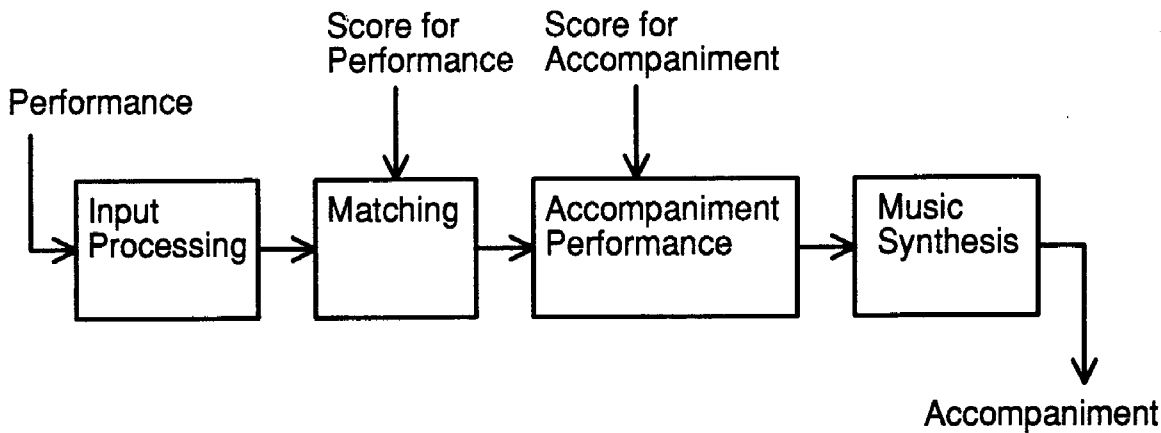 Score for
Performance
Score for
Accompaniment
Performance
Input
Processing
Matching
Accompaniment
Performance
Music
Synthesis
Accompaniment